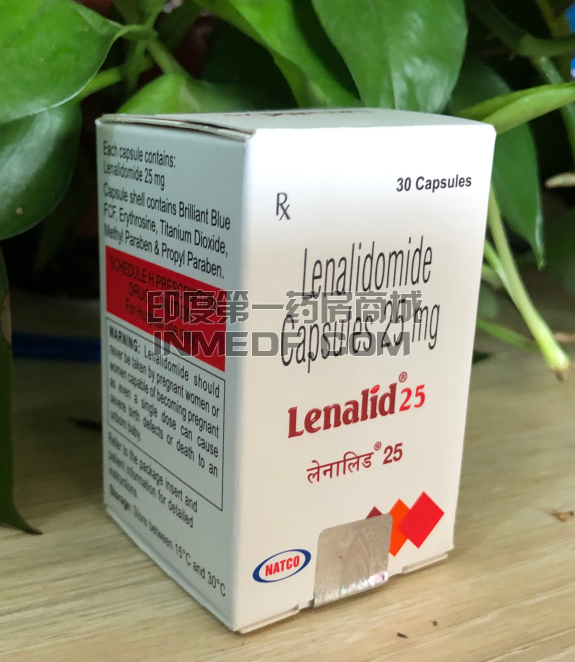 Each capsule contains:
Lenalidomide 25 mg
Capsule shell contains Brilliant Blue
FCF, Erythrosine, Titanium Dioxide,
Methyl Paraben & Propyl Paraben.
SCHEDULE H
WARNING: Lenalidomide should
never be taken by pregnant women or
women capable of becoming pregnant
as even a single dose can cause
severe birth defects or death to an
unborn baby.
Refer to the package insert and
patient information for detailed
instructions.
Storage: Store between 15°C and 30°C
30 Capsules
Rx
Lenalidomide
Capsules 25 mg
Lenalid® 25
लेनालिड® 25
NATCO
印度第一药房商城
INMEDF.COM